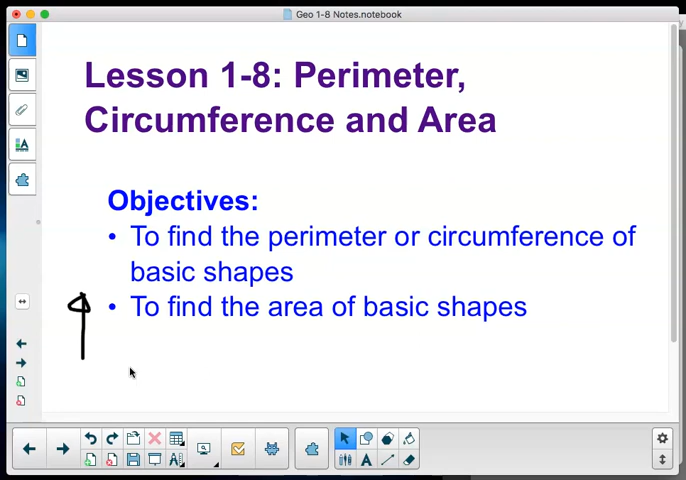 Geo 1-8 Notes.notebook
Lesson 1-8: Perimeter,
Circumference and Area
Objectives:
• To find the perimeter or circumference of
basic shapes
• To find the area of basic shapes